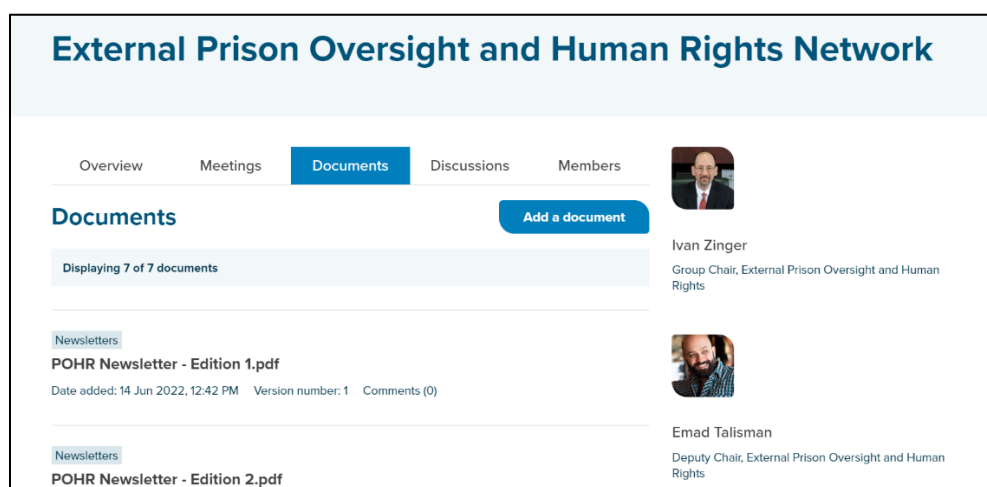 External Prison Oversight and Human Rights Network
Overview Meetings Documents Discussions Members
Documents
Add a document
Displaying 7 of 7 documents
Newsletters
POHR Newsletter - Edition 1.pdf
Date added: 14 Jun 2022, 12:42 PM Version number: 1 Comments (0)
Newsletters
POHR Newsletter - Edition 2.pdf
Ivan Zinger
Group Chair, External Prison Oversight and Human
Rights
Emad Talisman
Deputy Chair, External Prison Oversight and Human
Rights